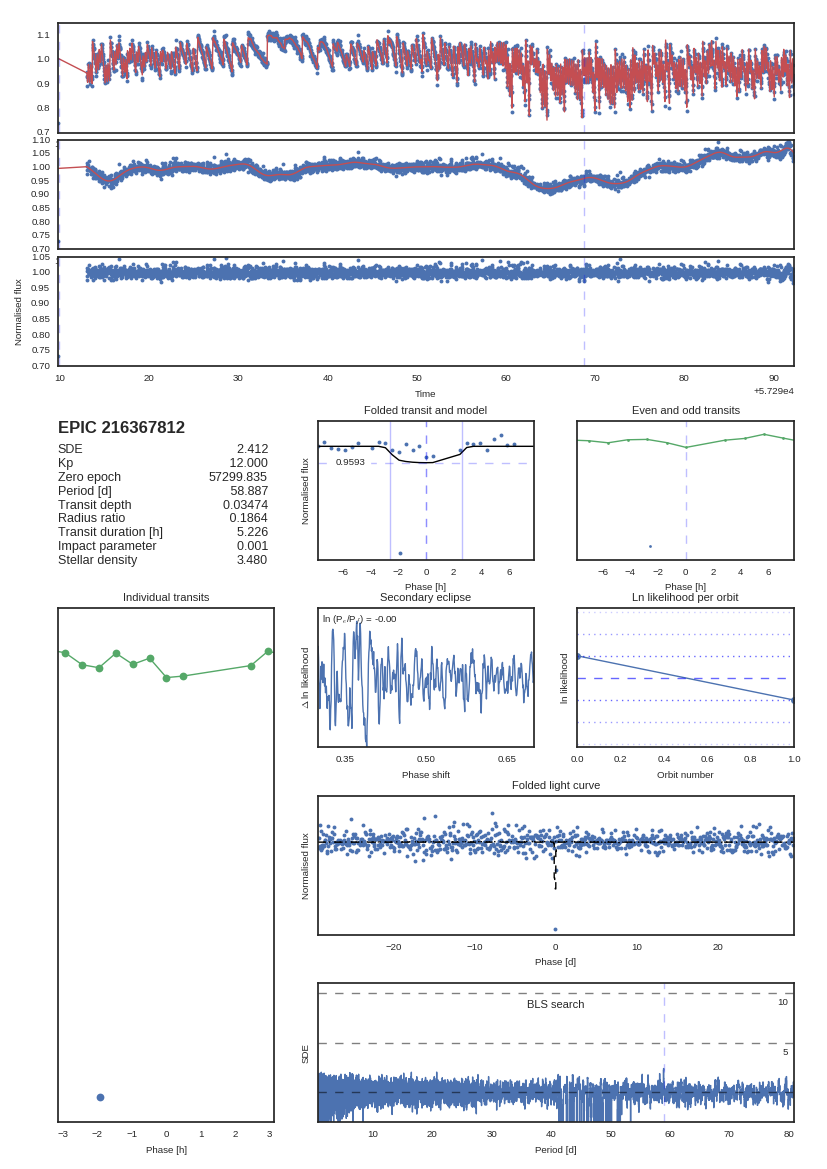 1.1
1.0
0.9
0.8
0.7
1.10
1.05
1.00
0.95
0.90
0.85
0.80
0.75
0.70
1.05
1.00
0.95
0.90
0.85
0.80
0.75
0.70
Normalised flux
10 20 30 40 50 60 70 80 90
Time
+5.729e4
EPIC 216367812
SDE 2.412
Kp 12.000
Zero epoch 57299.835
Period [d] 58.887
Transit depth 0.03474
Radius ratio 0.1864
Transit duration [h] 5.226
Impact parameter 0.001
Stellar density 3.480
Folded transit and model
0.9593
Normalised flux
−6 −4 −2 0 2 4 6
Phase [h]
Even and odd transits
−6 −4 −2 0 2 4 6
Phase [h]
Individual transits
−3 −2 −1 0 1 2 3
Phase [h]
Secondary eclipse
Δ ln likelihood
0.35 0.50 0.65
Phase shift
Ln likelihood per orbit
ln likelihood
0.0 0.2 0.4 0.6 0.8 1.0
Orbit number
Folded light curve
Normalised flux
−20 −10 0 10 20
Phase [d]
BLS search
10
5
SDE
10 20 30 40 50 60 70 80
Period [d]